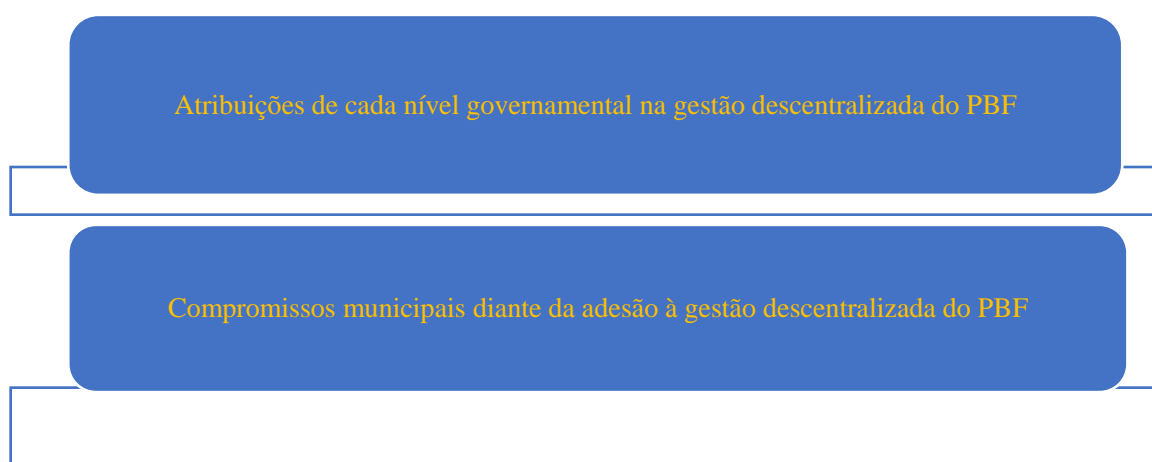 Atribuições de cada nível governamental na gestão descentralizada do PBF
Compromissos municipais diante da adesão à gestão descentralizada do PBF